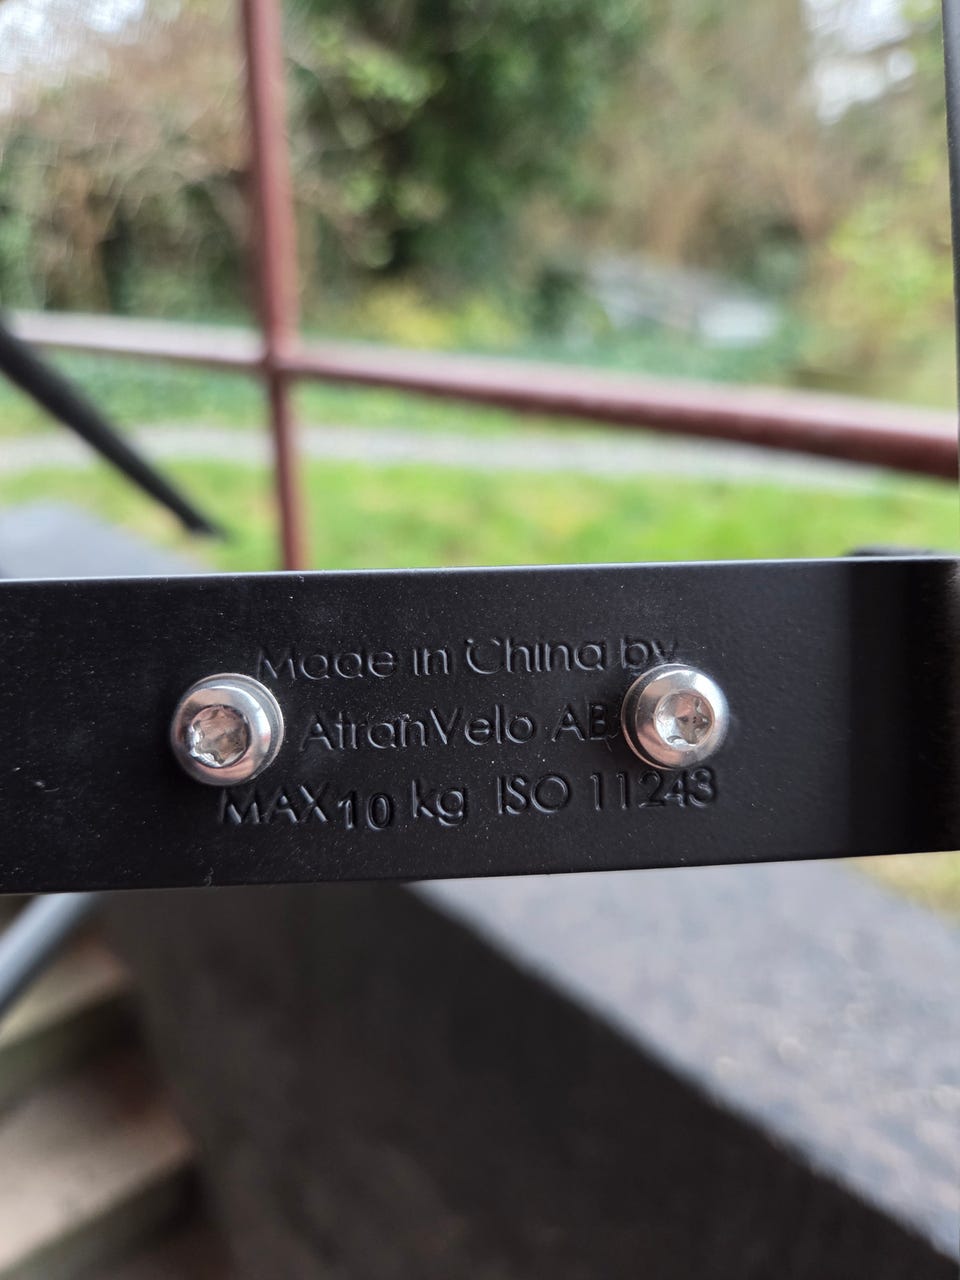 Made in China by
AtranVelo AB
MAX 10 kg ISO 11243